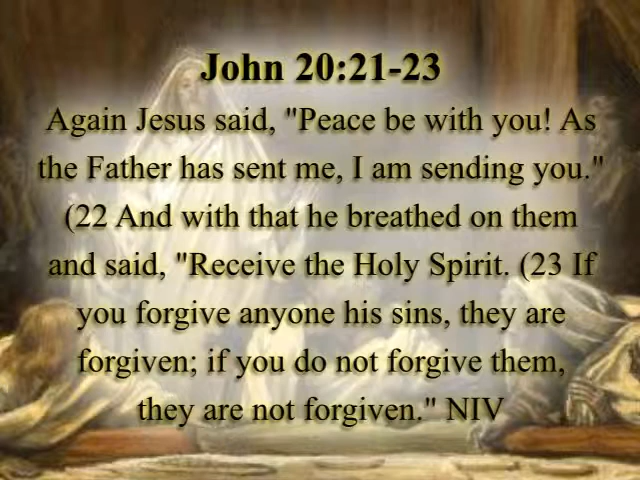 John 20:21-23
Again Jesus said, "Peace be with you! As
the Father has sent me, I am sending you."
(22 And with that he breathed on them
and said, "Receive the Holy Spirit. (23 If
you forgive anyone his sins, they are
forgiven; if you do not forgive them,
they are not forgiven." NIV